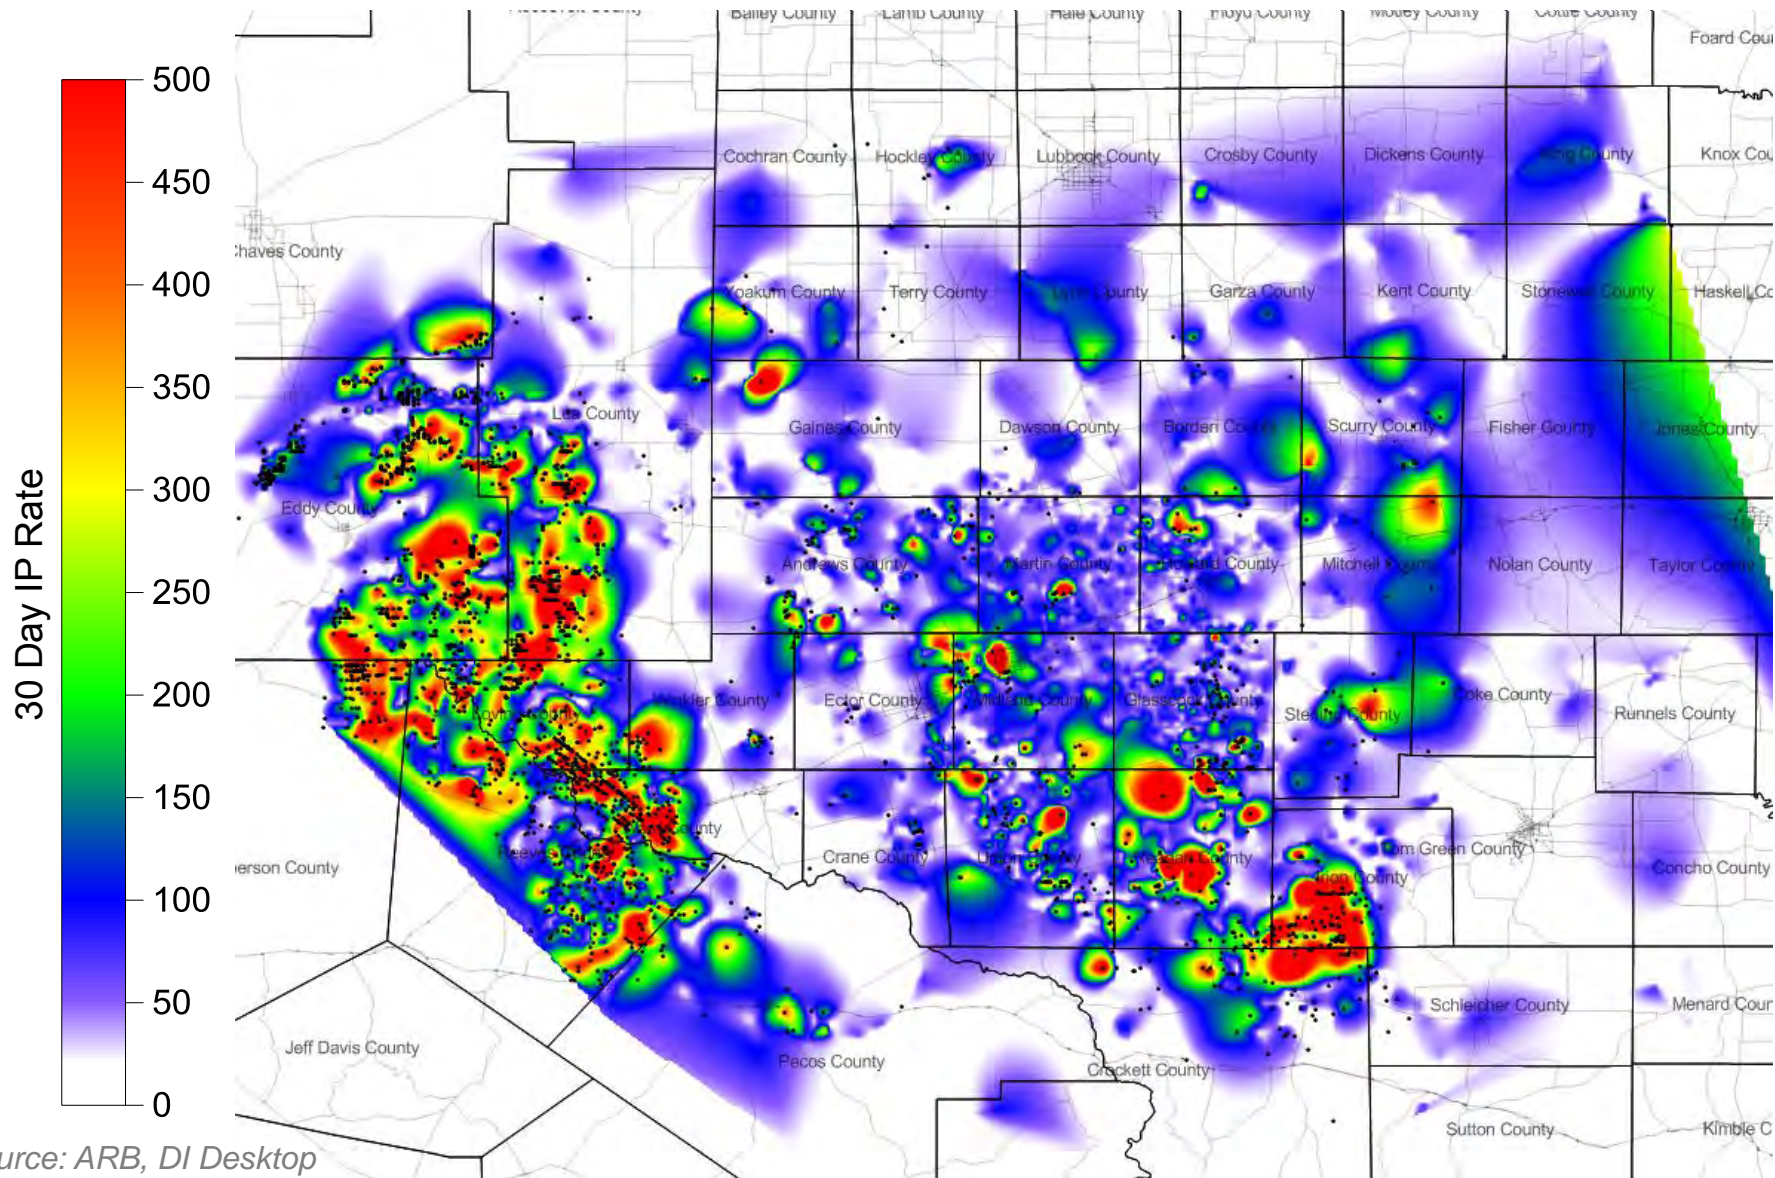 30 Day IP Rate
500
450
400
350
300
250
200
150
100
50
0
Bailey County
Lamb County
Hale County
Floyd County
Motley County
Cottle County
Foard Cou
Cochran County
Hockley County
Lubbock County
Crosby County
Dickens County
King County
Knox Cou
Chaves County
Yoakum County
Terry County
Lynn County
Garza County
Kent County
Stonewall County
Haskell Co
Lea County
Gaines County
Dawson County
Borden County
Scurry County
Fisher County
Jones County
Eddy County
Andrews County
Martin County
Howard County
Mitchell County
Nolan County
Taylor County
Loving County
Winkler County
Ector County
Midland County
Glasscock County
Sterling County
Coke County
Runnels County
County
Reeves County
Crane County
Upton County
Reagan County
Irion County
Tom Green County
Concho County
erson County
Jeff Davis County
Pecos County
Crockett County
Schleicher County
Menard Coun
Sutton County
Kimble C
urce: ARB, DI Desktop